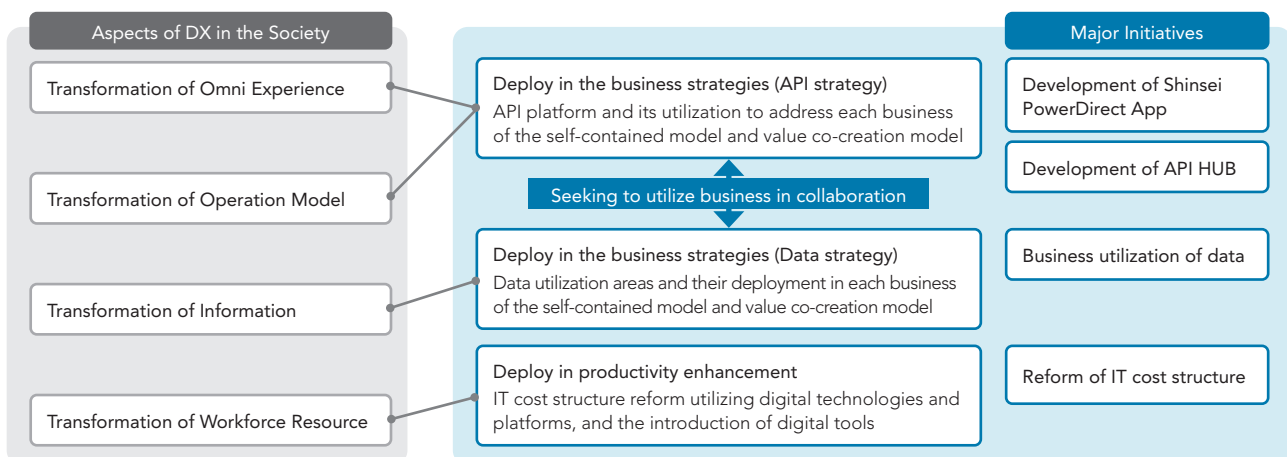 Aspects of DX in the Society
Transformation of Omni Experience
Transformation of Operation Model
Transformation of Information
Transformation of Workforce Resource
Deploy in the business strategies (API strategy)
API platform and its utilization to address each business
of the self-contained model and value co-creation model
Seeking to utilize business in collaboration
Deploy in the business strategies (Data strategy)
Data utilization areas and their deployment in each business
of the self-contained model and value co-creation model
Deploy in productivity enhancement
IT cost structure reform utilizing digital technologies and
platforms, and the introduction of digital tools
Major Initiatives
Development of Shinsei
PowerDirect App
Development of API HUB
Business utilization of data
Reform of IT cost structure